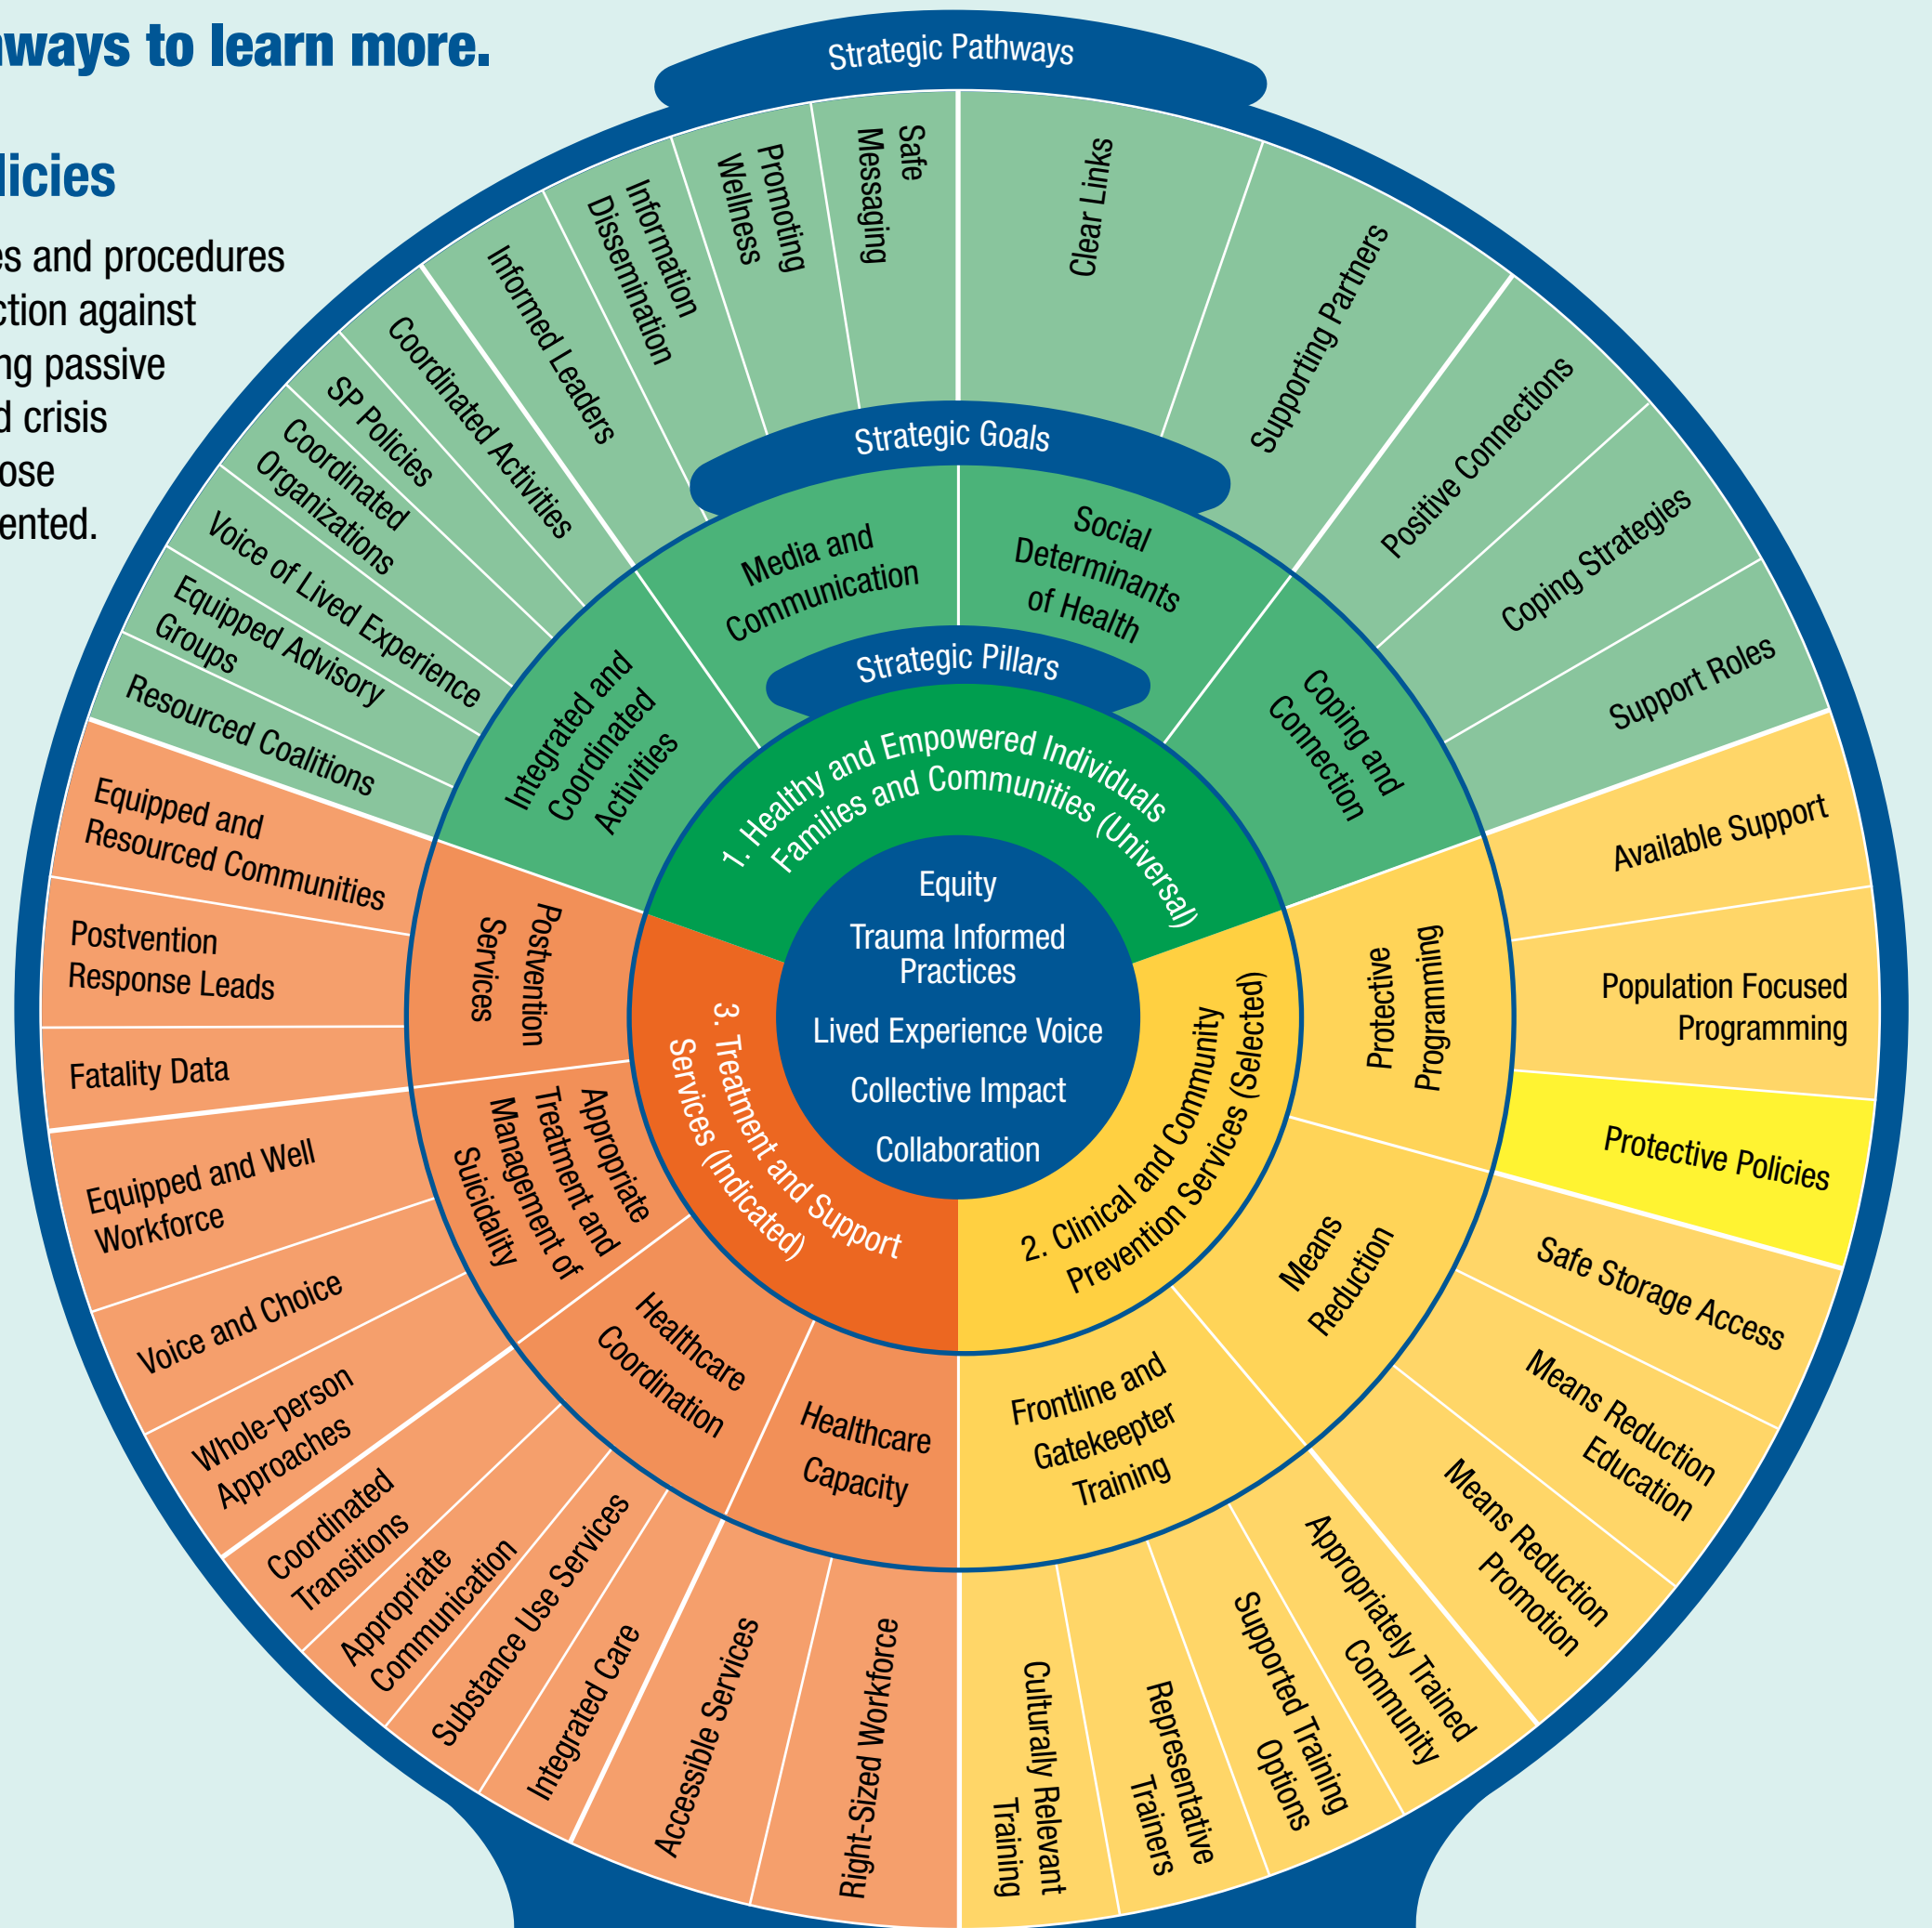 ways to learn more.
licies
es and procedures
ction against
ng passive
d crisis
ose
ented.
Strategic Pathways
Safe
Messaging
Promoting
Wellness
Information
Dissemination
Informed Leaders
Coordinated Activities
SP Policies
Coordinated
Organizations
Voice of Lived Experience
Equipped Advisory
Groups
Resourced Coalitions
Clear Links
Supporting Partners
Positive Connections
Coping Strategies
Support Roles
Available Support
Population Focused
Programming
Protective Policies
Safe Storage Access
Means Reduction
Education
Means Reduction
Promotion
Appropriately Trained
Community
Supported Training
Options
Representative
Trainers
Culturally Relevant
Training
Right-Sized Workforce
Accessible Services
Integrated Care
Substance Use Services
Appropriate
Communication
Coordinated
Transitions
Whole-person
Approaches
Voice and Choice
Equipped and Well
Workforce
Fatality Data
Postvention
Response Leads
Equipped and
Resourced Communities
Strategic Goals
Media and
Communication
Social
Determinants
of Health
Integrated and
Coordinated
Activities
Coping and
Connection
Protective
Programming
Means
Reduction
Frontline and
Gatekeeper
Training
Healthcare
Capacity
Healthcare
Coordination
Appropriate
Treatment and
Management of
Suicidality
Postvention
Services
Strategic Pillars
1. Healthy and Empowered Individuals
Families and Communities (Universal)
2. Clinical and Community
Prevention Services (Selected)
3. Treatment and Support
Services (Indicated)
Equity
Trauma Informed
Practices
Lived Experience Voice
Collective Impact
Collaboration